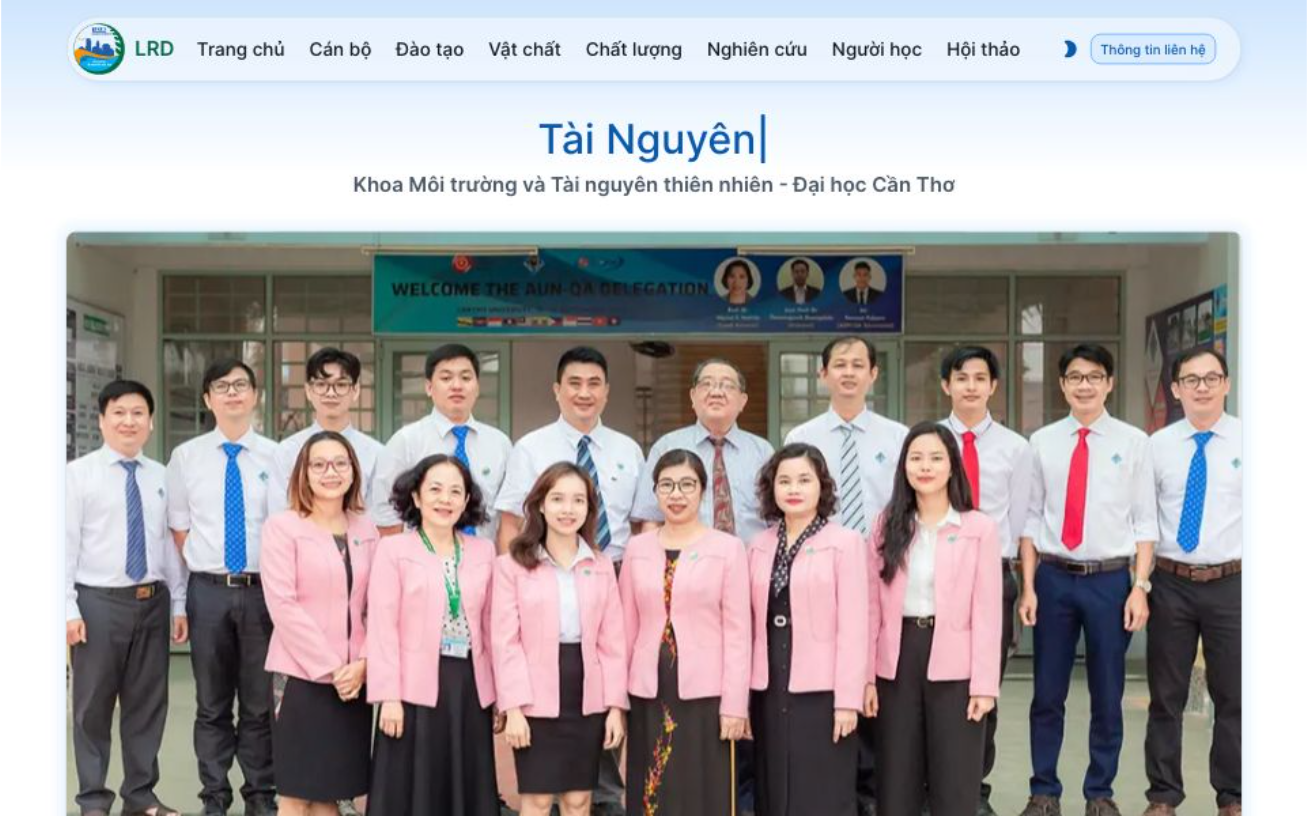 LRD Trang chủ Cán bộ Đào tạo Vật chất Chất lượng Nghiên cứu Người học Hội thảo Thông tin liên hệ
Tài Nguyên
Khoa Môi trường và Tài nguyên thiên nhiên - Đại học Cần Thơ
WELCOME THE AUN-QA DELEGATION